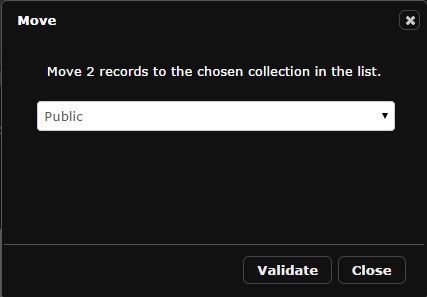 Move
Move 2 records to the chosen collection in the list.
Public
Validate Close